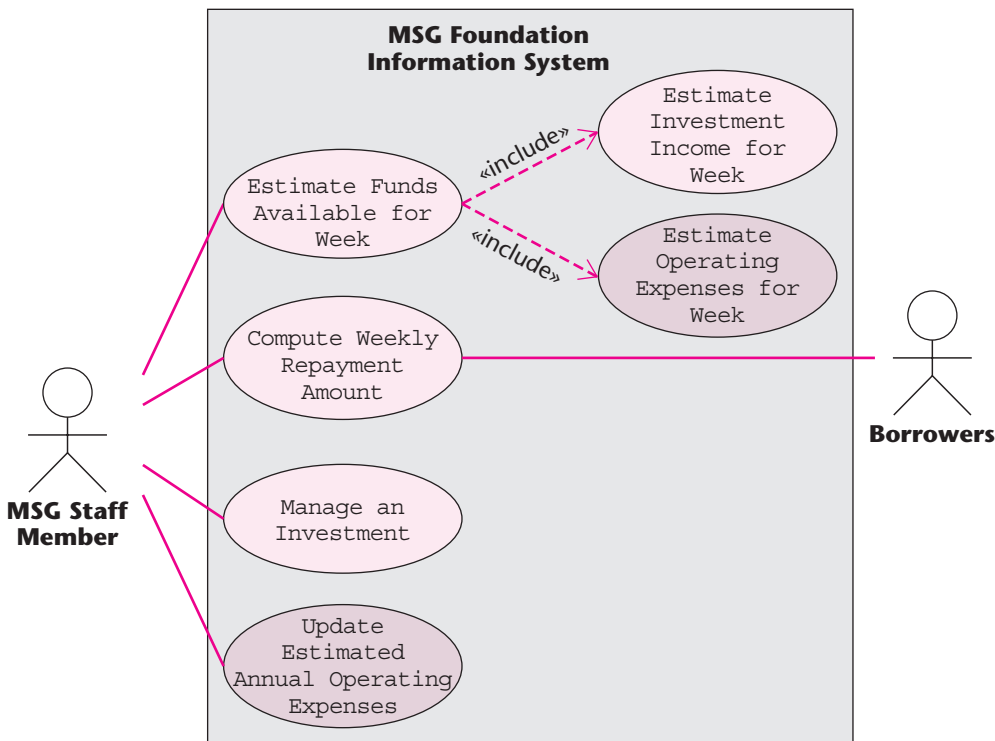 MSG Foundation
Information System
Estimate
Investment
Income for
Week
«include»
Estimate Funds
Available for
Week
«include»
Estimate
Operating
Expenses for
Week
Compute Weekly
Repayment
Amount
Borrowers
MSG Staff
Member
Manage an
Investment
Update
Estimated
Annual Operating
Expenses